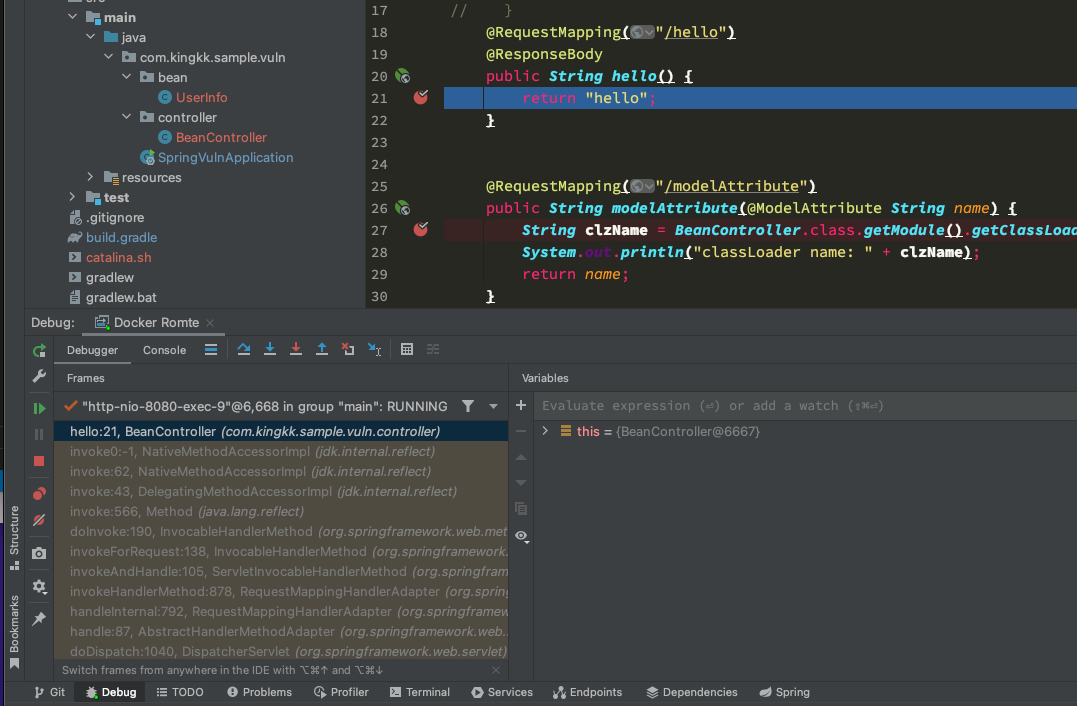 src
main
java
com.kingkk.sample.vuln
bean
UserInfo
controller
BeanController
SpringVulnApplication
resources
test
.gitignore
build.gradle
catalina.sh
gradlew
gradlew.bat
17 // }
18 @RequestMapping("/hello")
19 @ResponseBody
20 public String hello() {
21 return "hello";
22 }
23
24
25 @RequestMapping("/modelAttribute")
26 public String modelAttribute(@ModelAttribute String name) {
27 String clzName = BeanController.class.getModule().getClassLoad
28 System.out.println("classLoader name: " + clzName);
29 return name;
30 }
Debug: Docker Romte
Debugger Console
Frames
"http-nio-8080-exec-9"@6,668 in group "main": RUNNING
hello:21, BeanController (com.kingkk.sample.vuln.controller)
invoke0:-1, NativeMethodAccessorImpl (jdk.internal.reflect)
invoke:62, NativeMethodAccessorImpl (jdk.internal.reflect)
invoke:43, DelegatingMethodAccessorImpl (jdk.internal.reflect)
invoke:566, Method (java.lang.reflect)
doInvoke:190, InvocableHandlerMethod (org.springframework.web.met
invokeForRequest:138, InvocableHandlerMethod (org.springframework.
invokeAndHandle:105, ServletInvocableHandlerMethod (org.springfram
invokeHandlerMethod:878, RequestMappingHandlerAdapter (org.spring
handleInternal:792, RequestMappingHandlerAdapter (org.springframew
handle:87, AbstractHandlerMethodAdapter (org.springframework.web.
doDispatch:1040, DispatcherServlet (org.springframework.web.servlet)
Switch frames from anywhere in the IDE with ⌥⌘↑ and ⌥⌘↓
Variables
Evaluate expression (⏎) or add a watch (⇧⌘⏎)
this = {BeanController@6667}
Structure
Bookmarks
Git Debug TODO Problems Profiler Terminal Services Endpoints Dependencies Spring